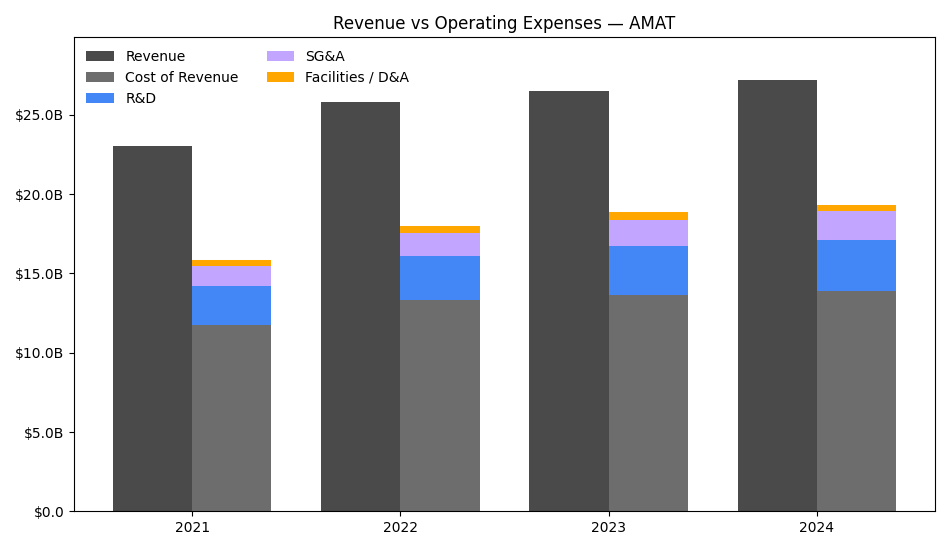 Revenue vs Operating Expenses — AMAT
Revenue
Cost of Revenue
R&D
SG&A
Facilities / D&A
$25.0B
$20.0B
$15.0B
$10.0B
$5.0B
$0.0
2021
2022
2023
2024